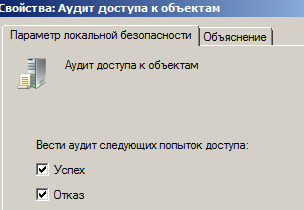 Свойства: Аудит доступа к объектам
Параметр локальной безопасности
Объяснение
Аудит доступа к объектам
Вести аудит следующих попыток доступа:
Успех
Отказ